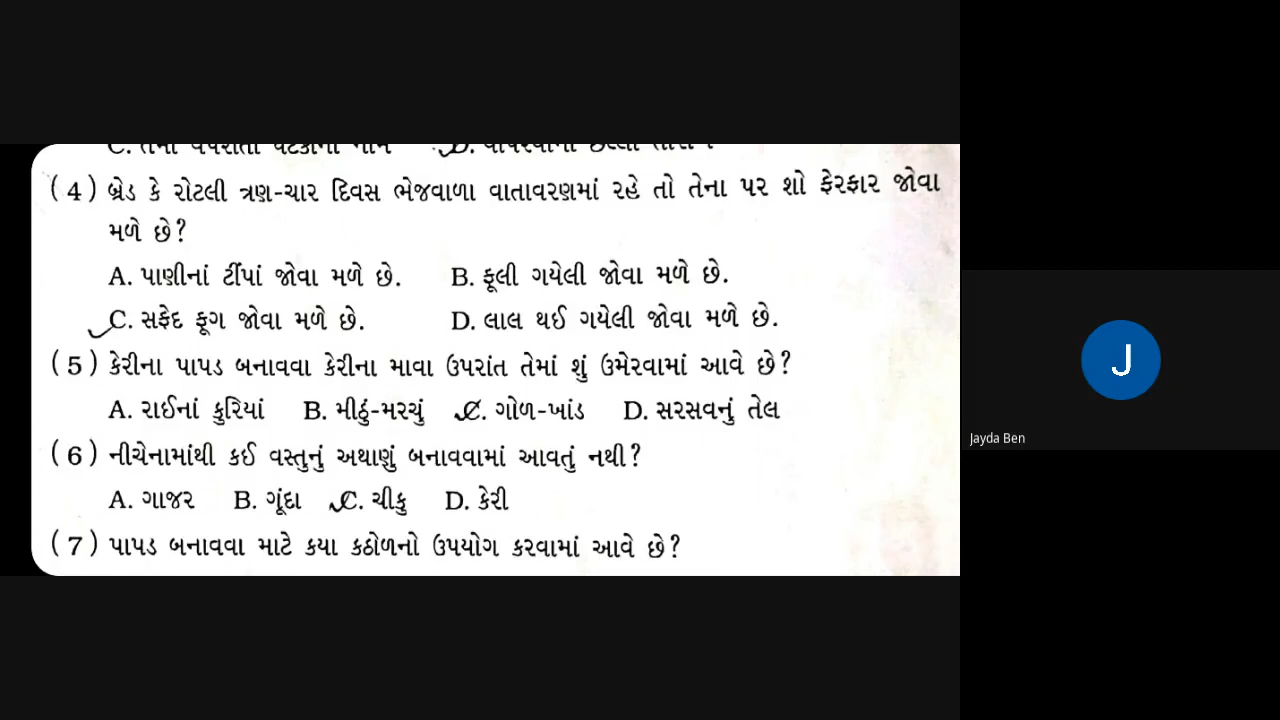 (4) બ્રેડ કે રોટલી ત્રણ-ચાર દિવસ ભેજવાળા વાતાવરણમાં રહે તો તેના પર શો ફેરફાર જોવા
મળે છે?
A. પાણીનાં ટીંપાં જોવા મળે છે. B. ફૂલી ગયેલી જોવા મળે છે.
C. સફેદ ફૂગ જોવા મળે છે. D. લાલ થઈ ગયેલી જોવા મળે છે.
(5) કેરીના પાપડ બનાવવા કેરીના માવા ઉપરાંત તેમાં શું ઉમેરવામાં આવે છે?
A. રાઈનાં કુરિયાં B. મીઠું-મરચું C. ગોળ-ખાંડ D. સરસવનું તેલ
(6) નીચેનામાંથી કઈ વસ્તુનું અથાણું બનાવવામાં આવતું નથી?
A. ગાજર B. ગૂંદા C. ચીકુ D. કેરી
(7) પાપડ બનાવવા માટે કયા કઠોળનો ઉપયોગ કરવામાં આવે છે?
J
Jayda Ben